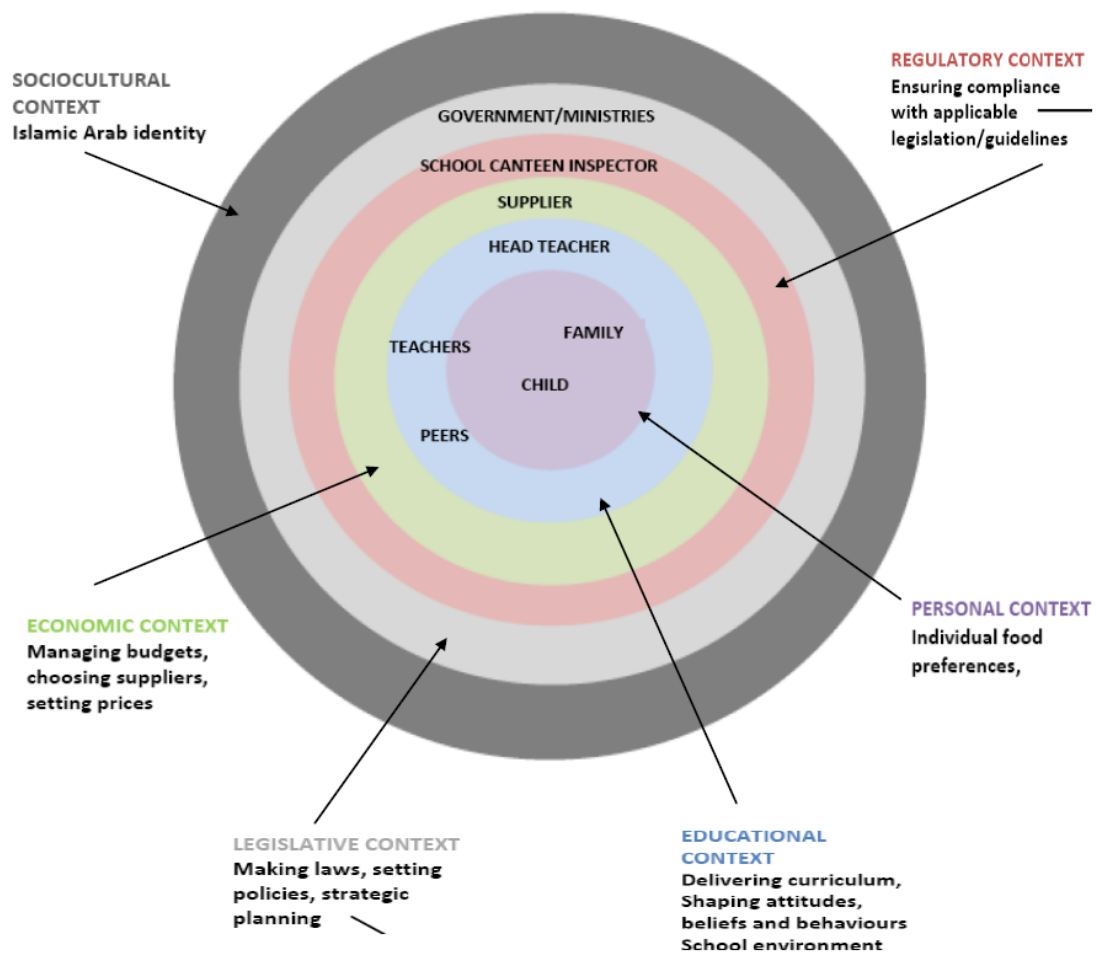 SOCIOCULTURAL
CONTEXT
Islamic Arab identity
REGULATORY CONTEXT
Ensuring compliance
with applicable
legislation/guidelines
GOVERNMENT/MINISTRIES
SCHOOL CANTEEN INSPECTOR
SUPPLIER
HEAD TEACHER
FAMILY
TEACHERS
CHILD
PEERS
ECONOMIC CONTEXT
Managing budgets,
choosing suppliers,
setting prices
PERSONAL CONTEXT
Individual food
preferences,
LEGISLATIVE CONTEXT
Making laws, setting
policies, strategic
planning
EDUCATIONAL
CONTEXT
Delivering curriculum,
Shaping attitudes,
beliefs and behaviours
School environment